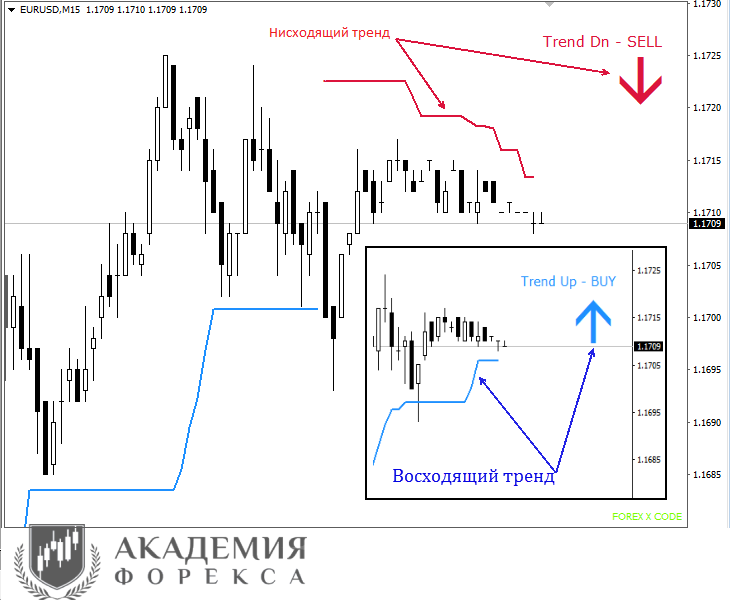 EURUSD,M15 1.1709 1.1710 1.1709 1.1709
1.1730
Нисходящий тренд
Trend Dn - SELL
1.1725
1.1720
1.1715
1.1710
1.1709
1.1705
1.1700
1.1695
1.1690
1.1685
Trend Up - BUY
1.1725
1.1715
1.1709
1.1705
1.1695
1.1685
Восходящий тренд
FOREX X CODE
АКАДЕМИЯ
ФОРЕКСА